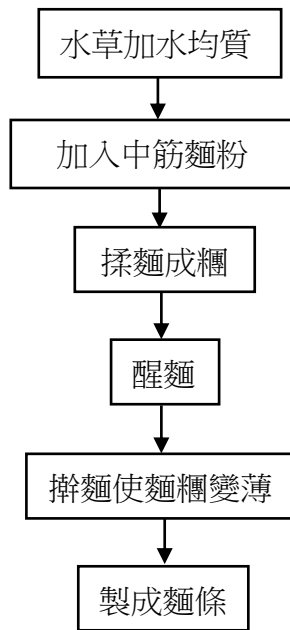 水草加水均質
加入中筋麵粉
揉麵成糰
醒麵
擀麵使麵糰變薄
製成麵條